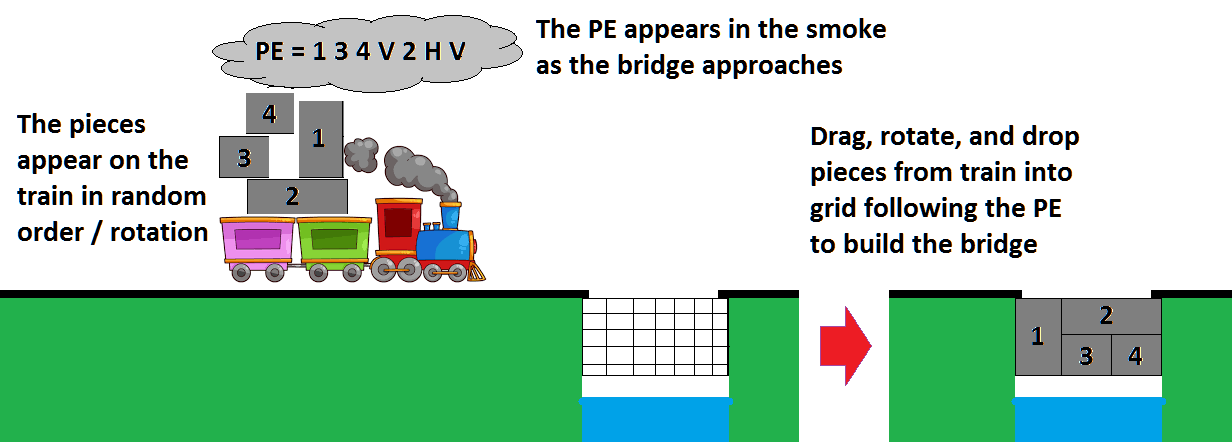 PE = 1 3 4 V 2 H V
The PE appears in the smoke
as the bridge approaches
The pieces
appear on the
train in random
order / rotation
4
1
3
2
Drag, rotate, and drop
pieces from train into
grid following the PE
to build the bridge
2
1
3 4